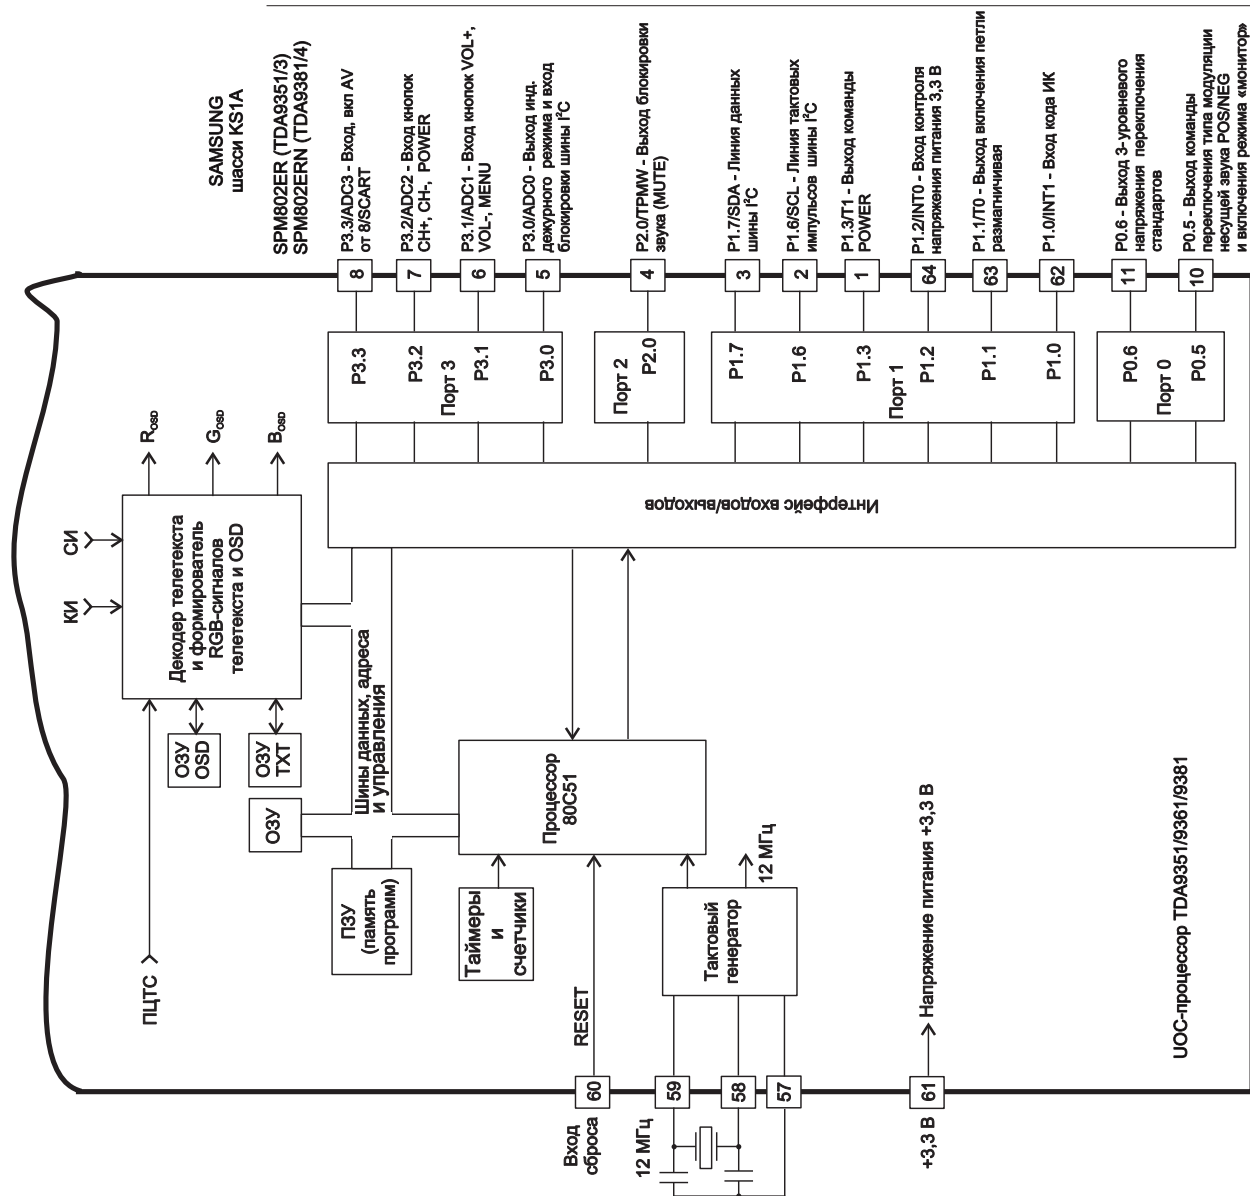 SAMSUNG
шасси KS1A
SPM802ER (TDA9351/3)
SPM802ERN (TDA9381/4)
ПЦТС
КИ
СИ
Декодер телетекста
и формирователь
RGB-сигналов
телетекста и OSD
R OSD
G OSD
B OSD
ОЗУ
OSD
ОЗУ
TXT
ОЗУ
Шины данных, адреса
и управления
ПЗУ
(память
программ)
Таймеры
и
счетчики
Процессор
80C51
RESET
Тактовый
генератор
12 МГц
Вход
сброса
60
12 МГц
59
58
57
+3,3 В
61
Напряжение питания +3,3 В
UOC-процессор TDA9351/9361/9381
Интерфейс входов/выходов
Порт 3
P3.3
P3.2
P3.1
P3.0
Порт 2
P2.0
Порт 1
P1.7
P1.6
P1.3
P1.2
P1.1
P1.0
Порт 0
P0.6
P0.5
8
P3.3/ADC3 - Вход, вкл AV
от 8/SCART
7
P3.2/ADC2 - Вход кнопок
CH+, CH-, POWER
6
P3.1/ADC1 - Вход кнопок VOL+,
VOL-, MENU
5
P3.0/ADC0 - Выход инд.
дежурного режима и вход
блокировки шины I²C
4
P2.0/TPMW - Выход блокировки
звука (MUTE)
3
P1.7/SDA - Линия данных
шины I²C
2
P1.6/SCL - Линия тактовых
импульсов шины I²C
1
P1.3/T1 - Выход команды
POWER
64
P1.2/INT0 - Вход контроля
напряжения питания 3,3 В
63
P1.1/T0 - Выход включения петли
размагничивая
62
P1.0/INT1 - Вход кода ИК
11
P0.6 - Выход 3-уровневого
напряжения переключения
стандартов
10
P0.5 - Выход команды
переключения типа модуляции
несущей звука POS/NEG
и включения режима «монитор»